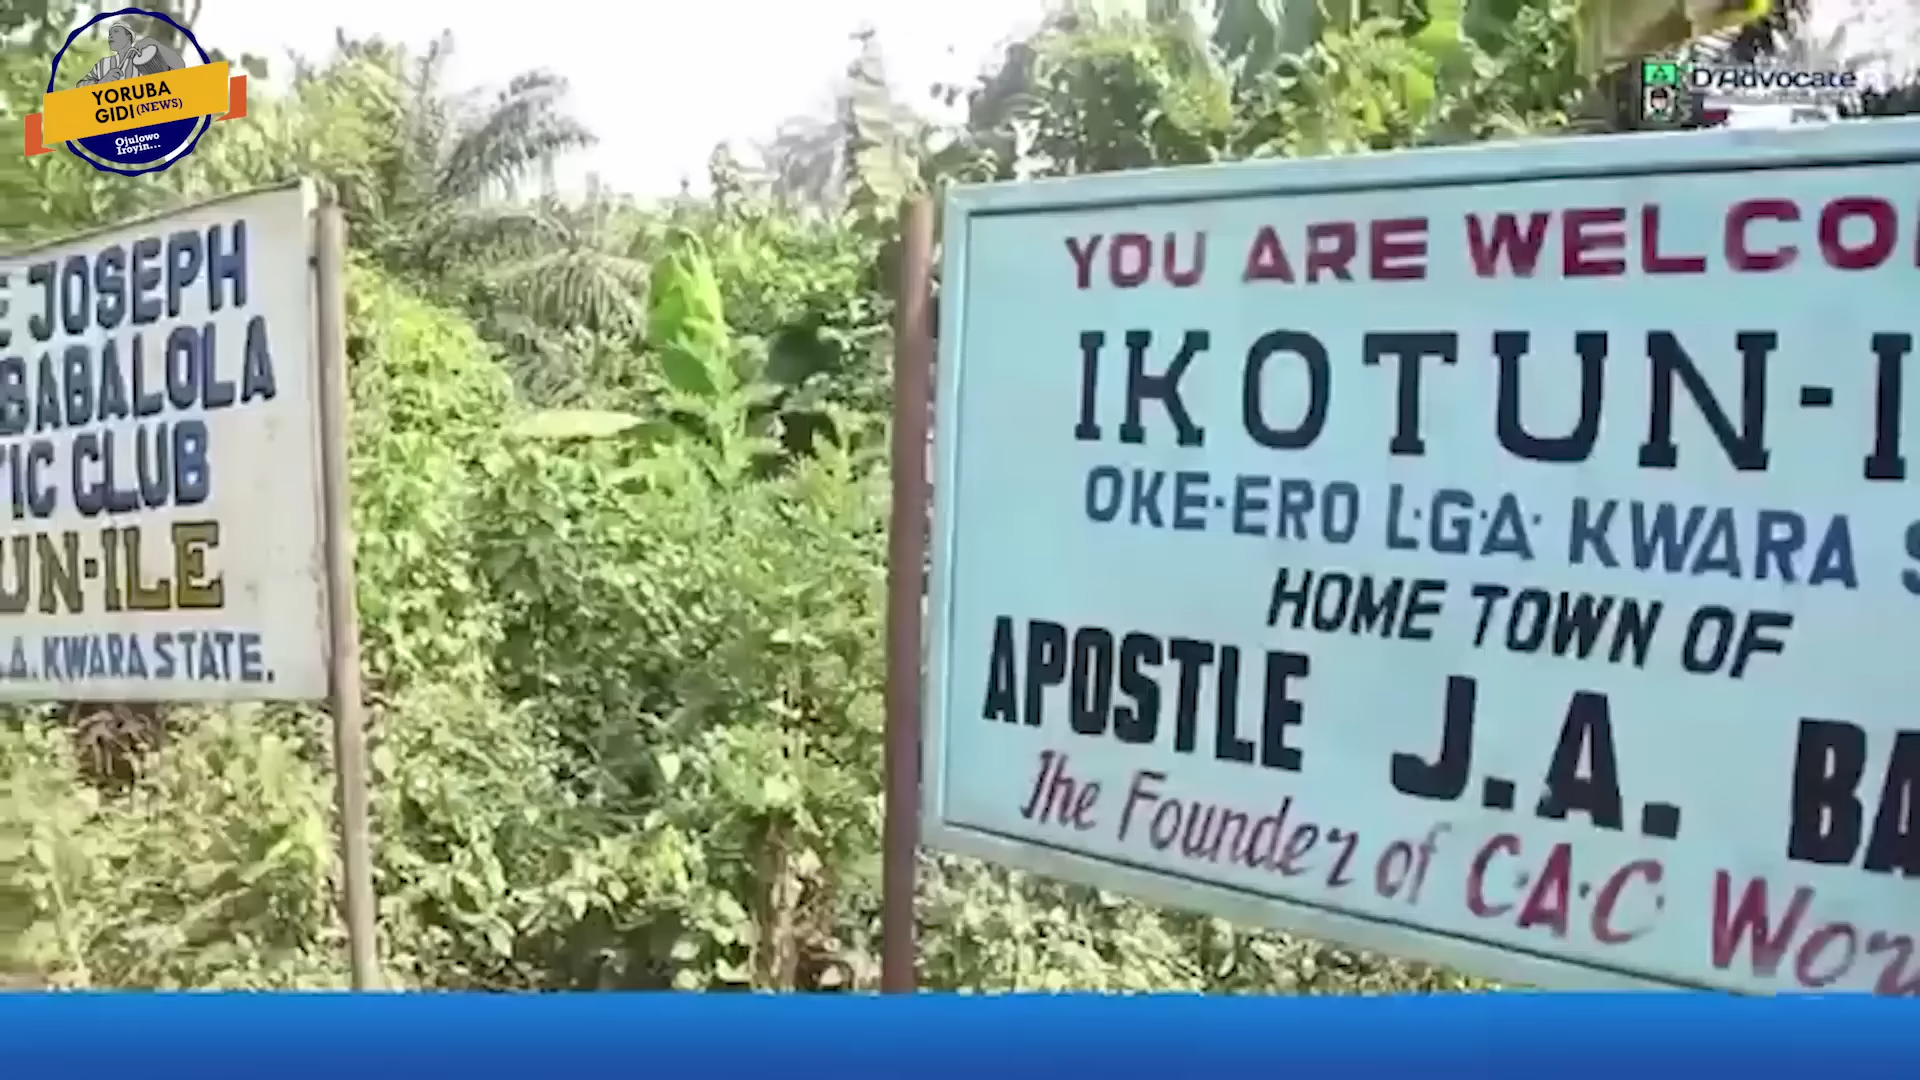 YORUBA
GIDI (NEWS)
Ojulowo
Iroyin...
D'Advocate
JOSEPH
BABALOLA
TIC CLUB
UN-ILE
.A. KWARA STATE.
YOU ARE WELCO
IKOTUN-I
OKE-ERO L.G.A. KWARA S
HOME TOWN OF
APOSTLE J.A. BA
The Founder of C.A.C Wor